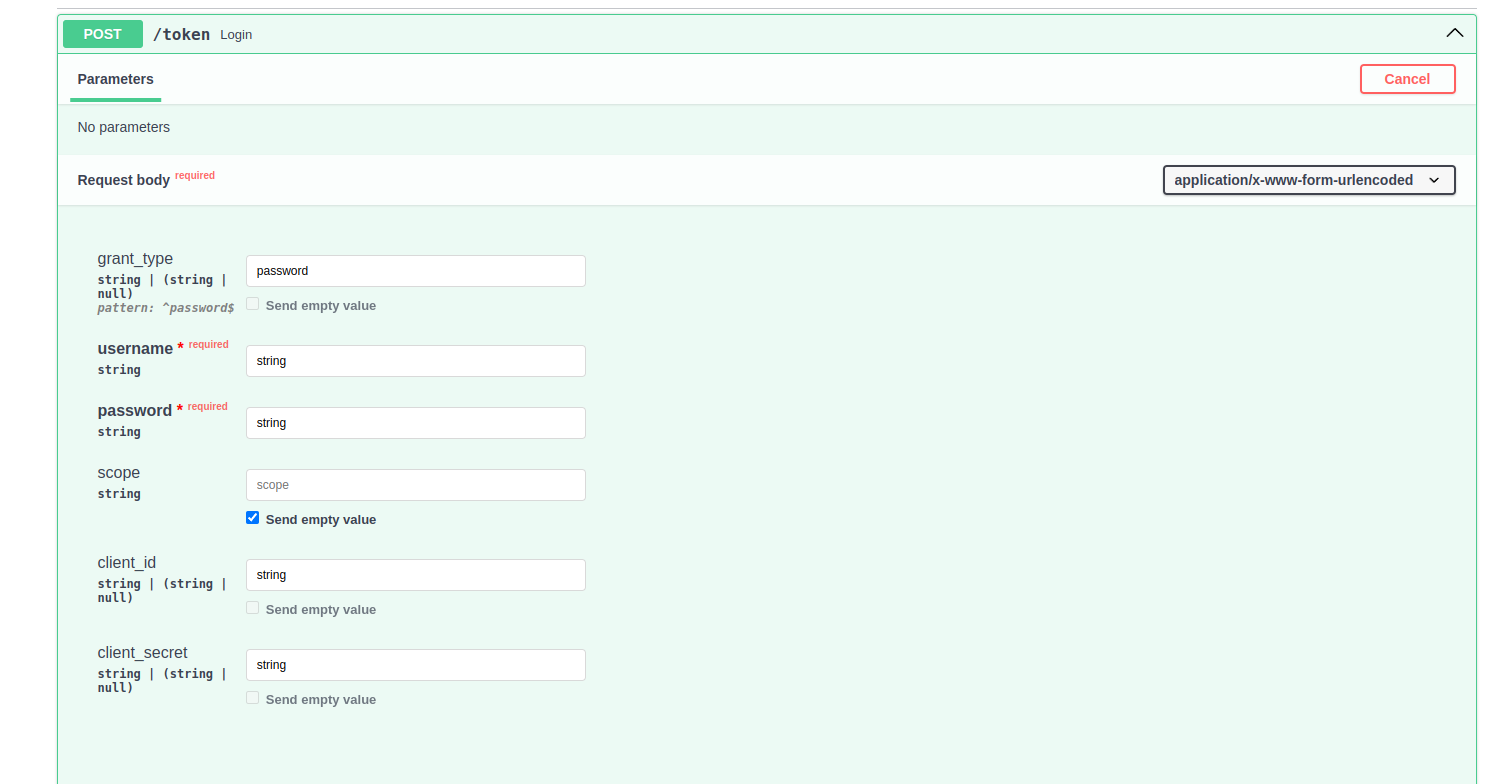 POST /token Login
Parameters
Cancel
No parameters
Request body required
application/x-www-form-urlencoded
grant_type
string | (string |
null)
pattern: ^password$
password
Send empty value
username * required
string
string
password * required
string
string
scope
string
scope
Send empty value
client_id
string | (string |
null)
string
Send empty value
client_secret
string | (string |
null)
string
Send empty value